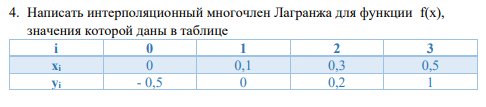 4. Написать интерполяционный многочлен Лагранжа для функции f(x),
значения которой даны в таблице
i 0 1 2 3
xᵢ 0 0,1 0,3 0,5
yᵢ - 0,5 0 0,2 1